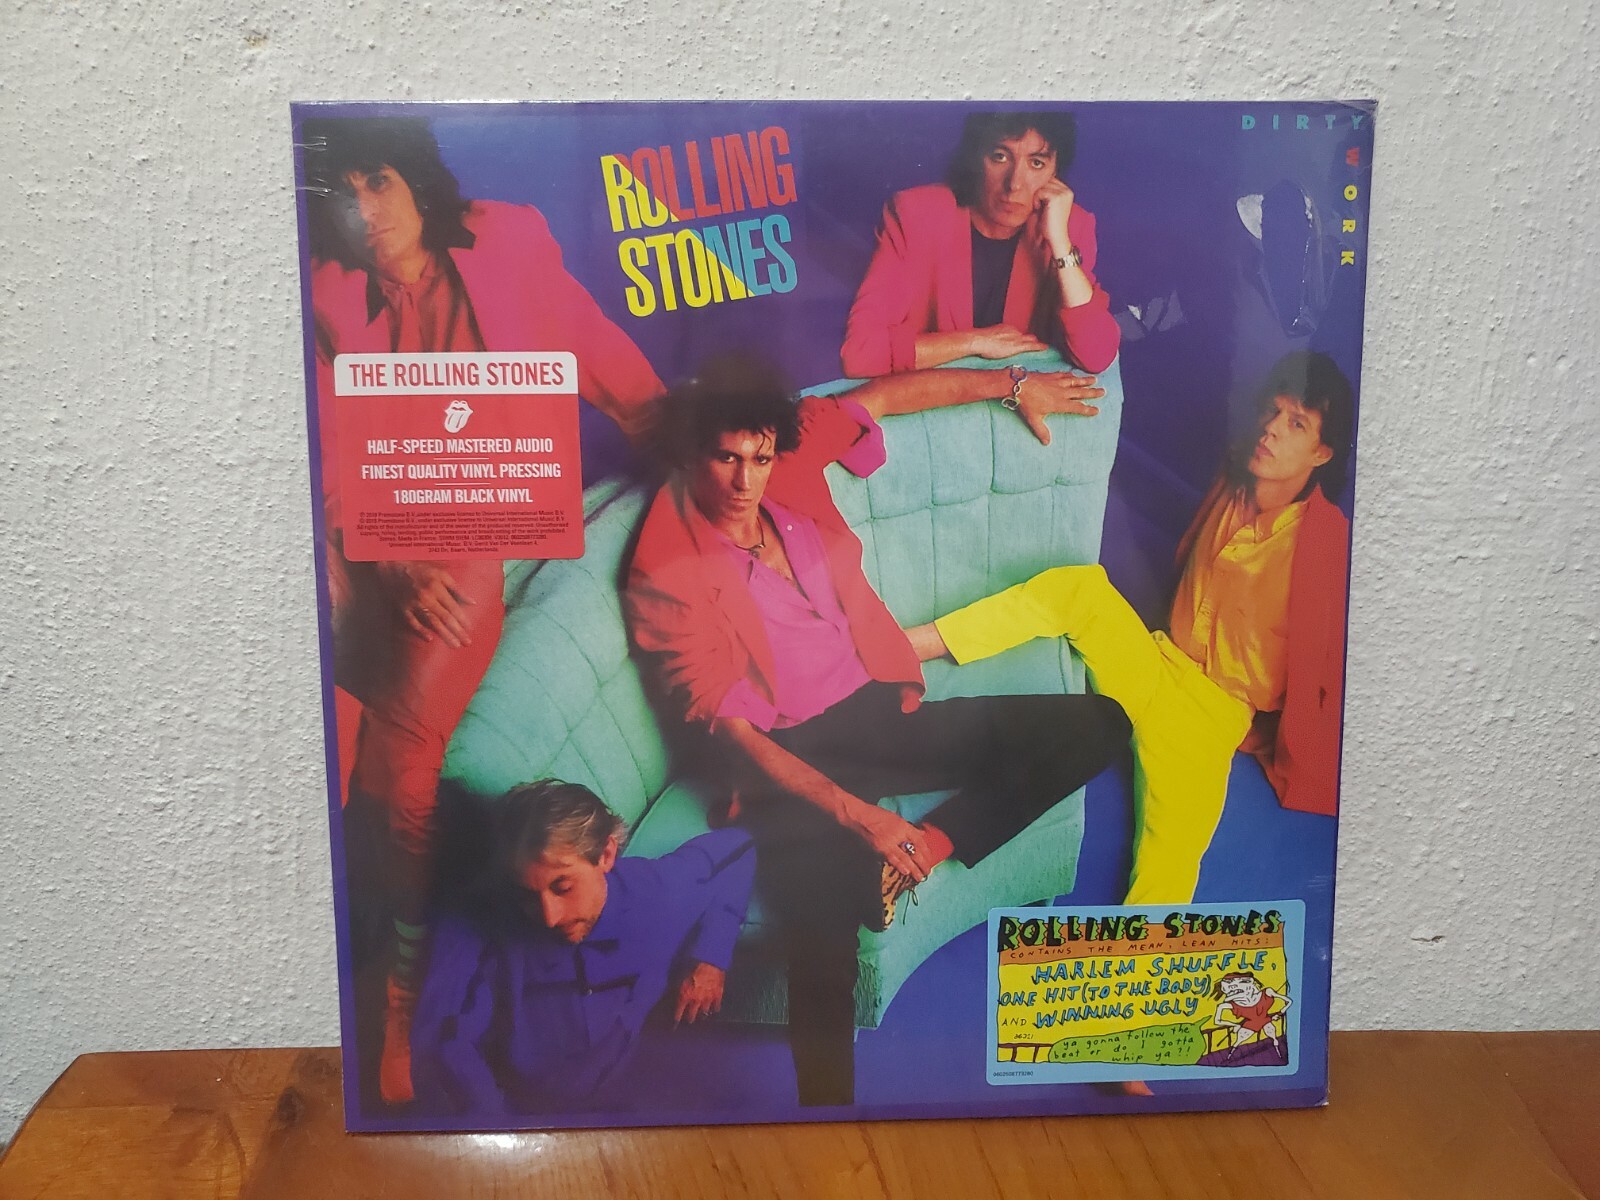 ROLLING
STONES
DIRTY
WORK
THE ROLLING STONES
HALF-SPEED MASTERED AUDIO
FINEST QUALITY VINYL PRESSING
180GRAM BLACK VINYL
ROLLING STONES
CONTAINS THE MEAN, LEAN HITS:
HARLEM SHUFFLE,
ONE HIT (TO THE BODY)
AND WINNING UGLY
ya gonna follow the
beat or do I gotta
whip ya?!